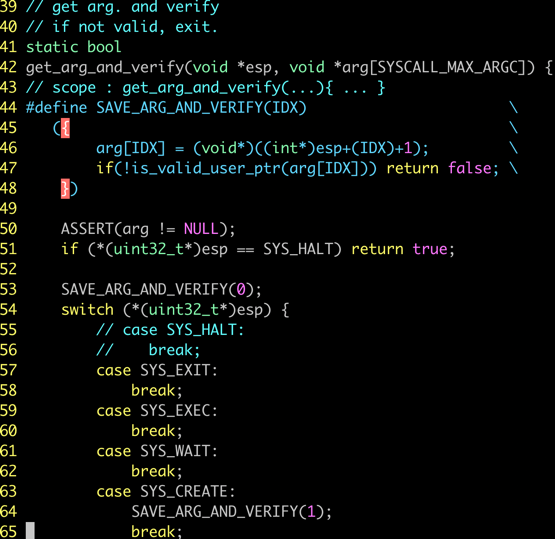 39 // get arg. and verify
40 // if not valid, exit.
41 static bool
42 get_arg_and_verify(void *esp, void *arg[SYSCALL_MAX_ARGC]) {
43 // scope : get_arg_and_verify(...){ ... }
44 #define SAVE_ARG_AND_VERIFY(IDX) \
45 ({ \
46 arg[IDX] = (void*)((int*)esp+(IDX)+1); \
47 if(!is_valid_user_ptr(arg[IDX])) return false; \
48 })
49
50 ASSERT(arg != NULL);
51 if (*(uint32_t*)esp == SYS_HALT) return true;
52
53 SAVE_ARG_AND_VERIFY(0);
54 switch (*(uint32_t*)esp) {
55 // case SYS_HALT:
56 // break;
57 case SYS_EXIT:
58 break;
59 case SYS_EXEC:
60 break;
61 case SYS_WAIT:
62 break;
63 case SYS_CREATE:
64 SAVE_ARG_AND_VERIFY(1);
65 break;